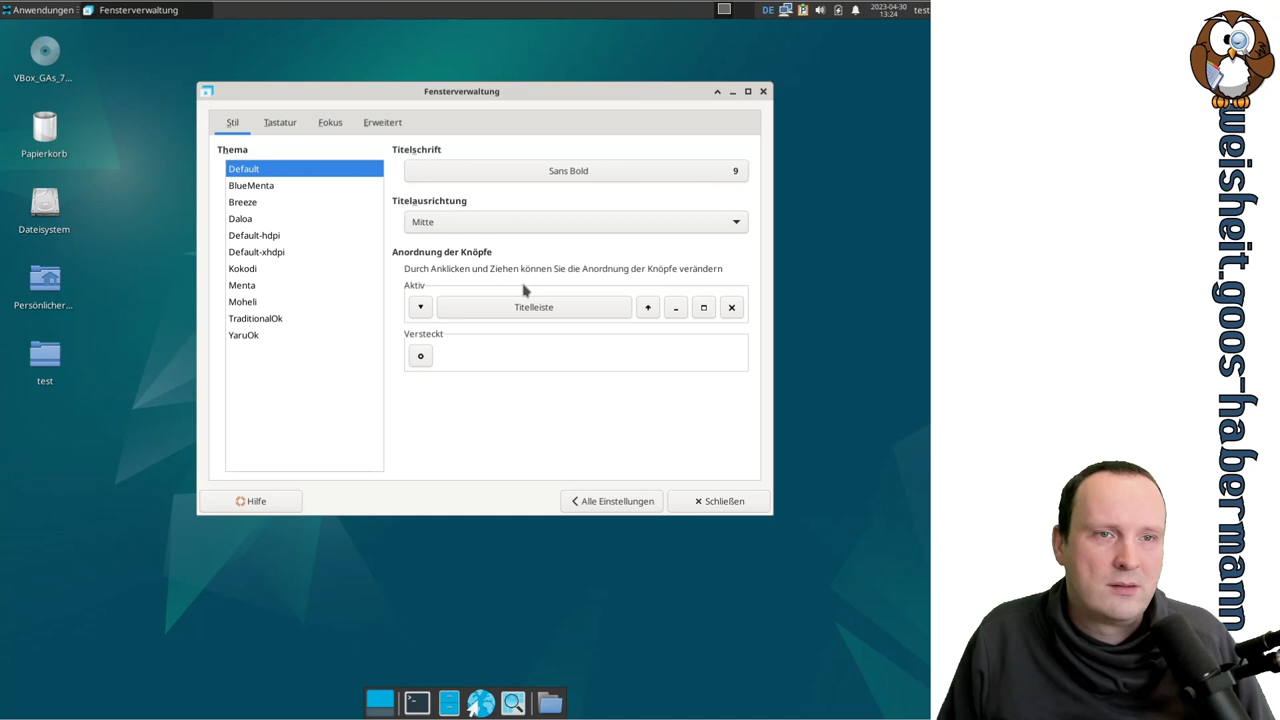 Anwendungen
Fensterverwaltung
DE
2023-04-30
13:24
test
VBox_GAs_7...
Papierkorb
Dateisystem
Persönlicher...
test
Fensterverwaltung
Stil
Tastatur
Fokus
Erweitert
Thema
Default
BlueMenta
Breeze
Daloa
Default-hdpi
Default-xhdpi
Kokodi
Menta
Moheli
TraditionalOk
YaruOk
Titelschrift
Sans Bold 9
Titelausrichtung
Mitte
Anordnung der Knöpfe
Durch Anklicken und Ziehen können Sie die Anordnung der Knöpfe verändern
Aktiv
Titelleiste
Versteckt
Hilfe
Alle Einstellungen
Schließen
weisheit.goos-habermann